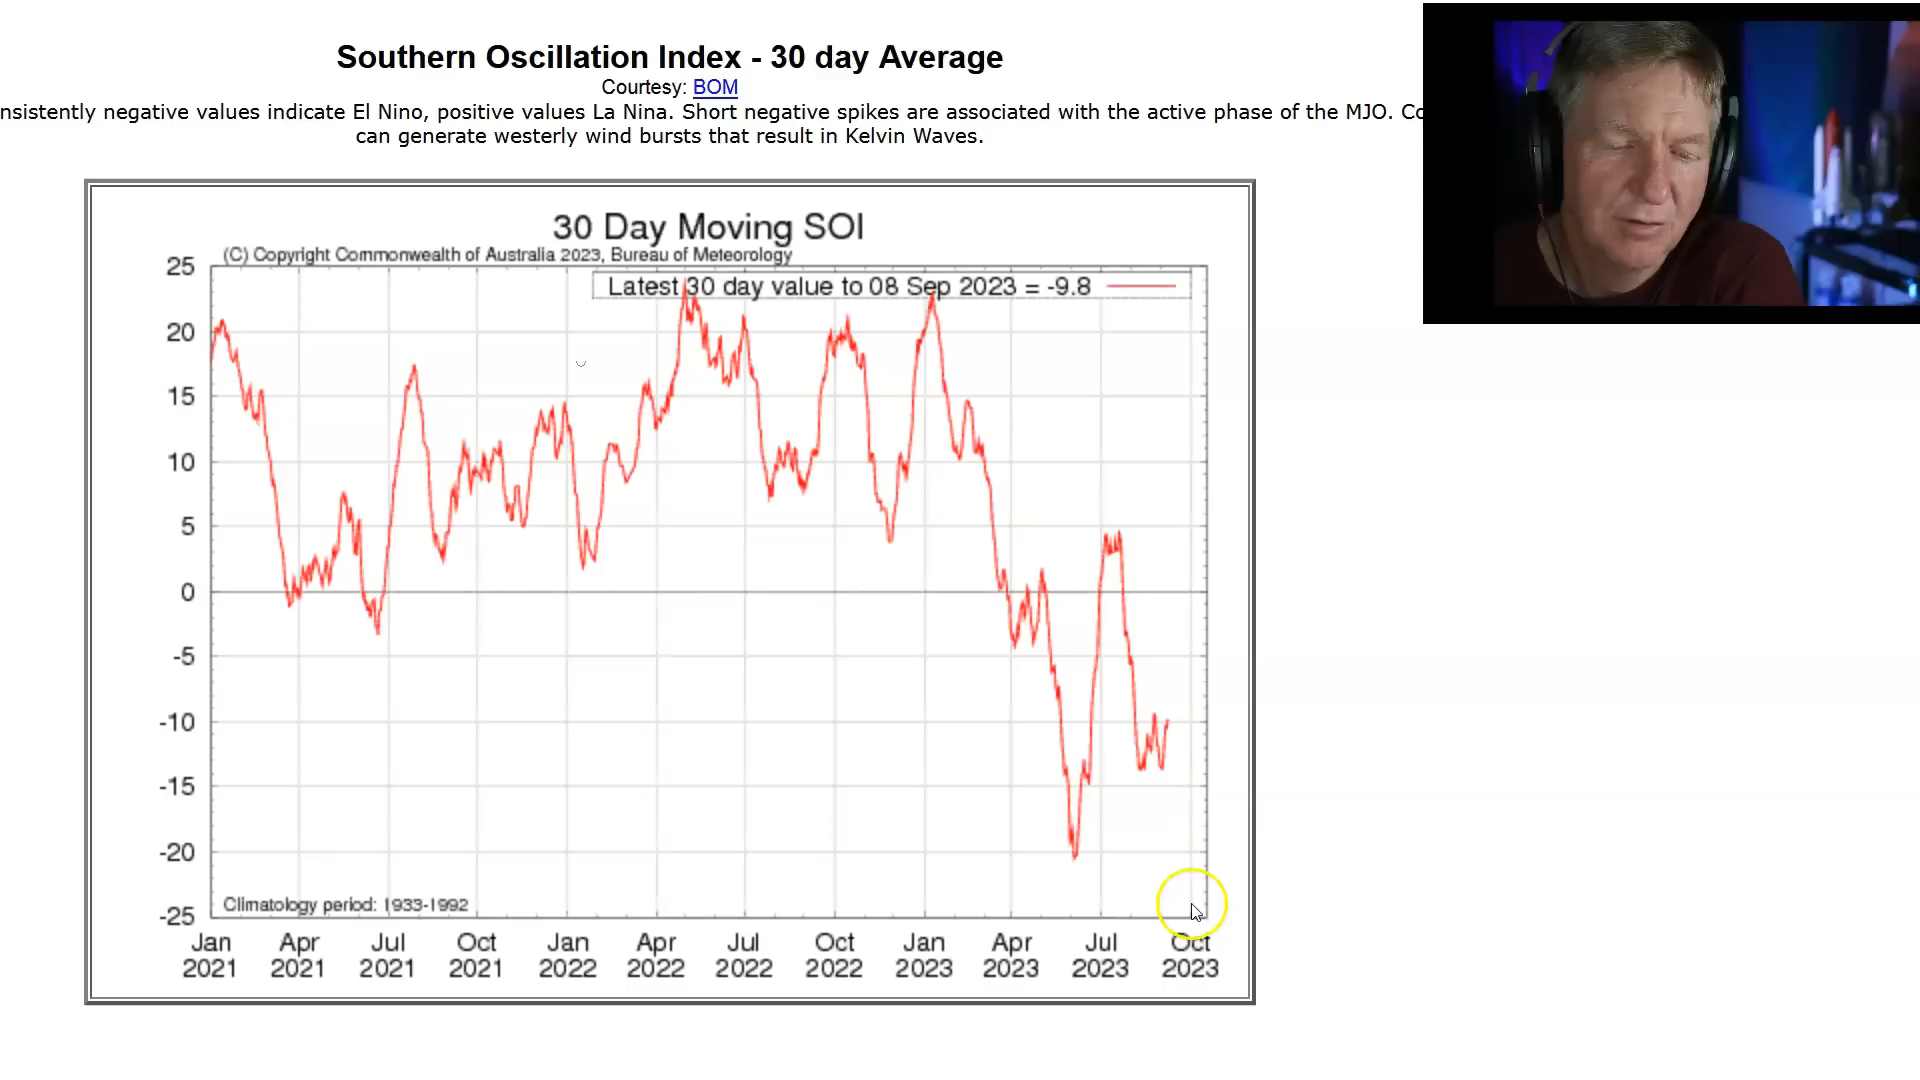 Southern Oscillation Index - 30 day Average
Courtesy: BOM
nsistently negative values indicate El Nino, positive values La Nina. Short negative spikes are associated with the active phase of the MJO. Co
can generate westerly wind bursts that result in Kelvin Waves.
30 Day Moving SOI
(C) Copyright Commonwealth of Australia 2023, Bureau of Meteorology
Latest 30 day value to 08 Sep 2023 = -9.8
25
20
15
10
5
0
-5
-10
-15
-20
-25
Climatology period: 1933-1992
Jan Apr Jul Oct Jan Apr Jul Oct Jan Apr Jul Oct
2021 2021 2021 2021 2022 2022 2022 2022 2023 2023 2023 2023